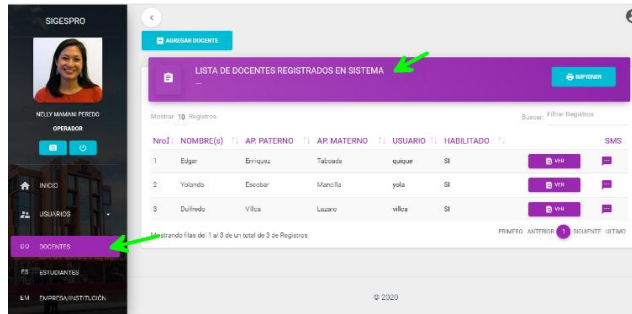 SIGESPRO
NELLY MAMANI PEREDO
OPERADOR
INICIO
USUARIOS
DO DOCENTES
ES ESTUDIANTES
EM EMPRESA/INSTITUCIÓN
AGREGAR DOCENTE
LISTA DE DOCENTES REGISTRADOS EN SISTEMA
...
IMPRIMIR
Mostrar 10 Registros
Buscar: Filtrar Registros
Nro NOMBRE(s) AP. PATERNO AP. MATERNO USUARIO HABILITADO SMS
1 Edgar Enriquez Taboada quique SI VER
2 Yolanda Escobar Mancilla yola SI VER
3 Dulfredo Villca Lazaro villca SI VER
Mostrando filas del 1 al 3 de un total de 3 de Registros
PRIMERO ANTERIOR 1 SIGUIENTE ULTIMO
© 2020